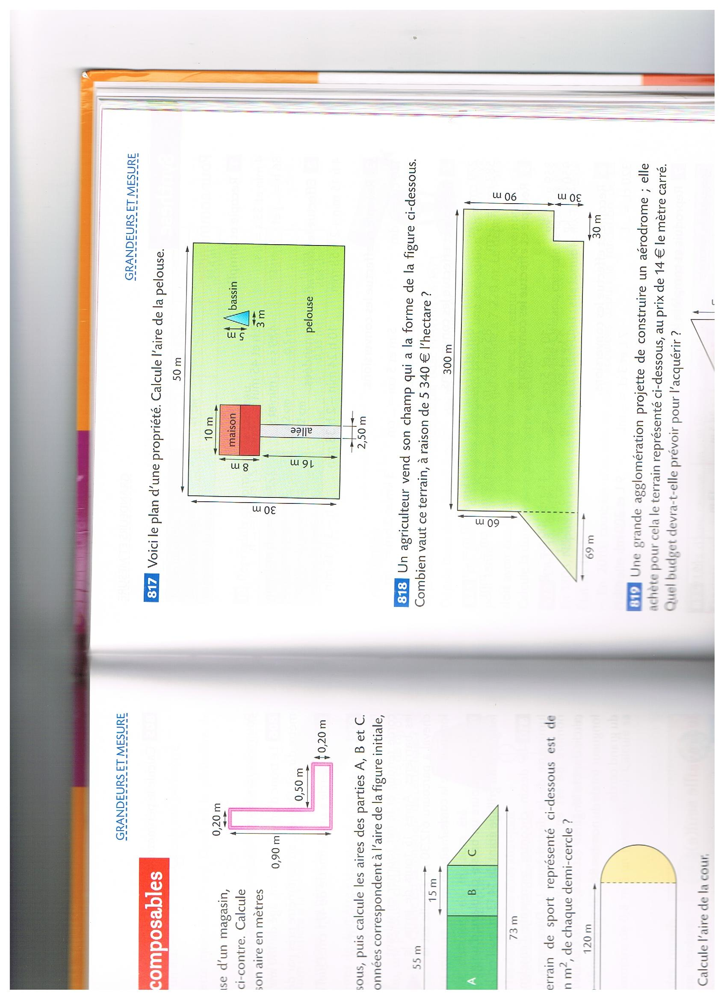 GRANDEURS ET MESURE
composables
se d'un magasin,
ci-contre. Calcule
son aire en mètres
0,20 m
0,90 m
0,50 m
0,20 m
sous, puis calcule les aires des parties A, B et C.
onnées correspondent à l'aire de la figure initiale,
55 m
15 m
A
B
C
73 m
errain de sport représenté ci-dessous est de
n m², de chaque demi-cercle ?
120 m
Calcule l'aire de la cour.
GRANDEURS ET MESURE
817 Voici le plan d'une propriété. Calcule l'aire de la pelouse.
50 m
10 m
maison
8 m
30 m
16 m
allée
2,50 m
5 m
bassin
3 m
pelouse
818 Un agriculteur vend son champ qui a la forme de la figure ci-dessous.
Combien vaut ce terrain, à raison de 5 340 € l'hectare ?
300 m
60 m
90 m
30 m
30 m
69 m
819 Une grande agglomération projette de construire un aérodrome ; elle
achète pour cela le terrain représenté ci-dessous, au prix de 14 € le mètre carré.
Quel budget devra-t-elle prévoir pour l'acquérir ?